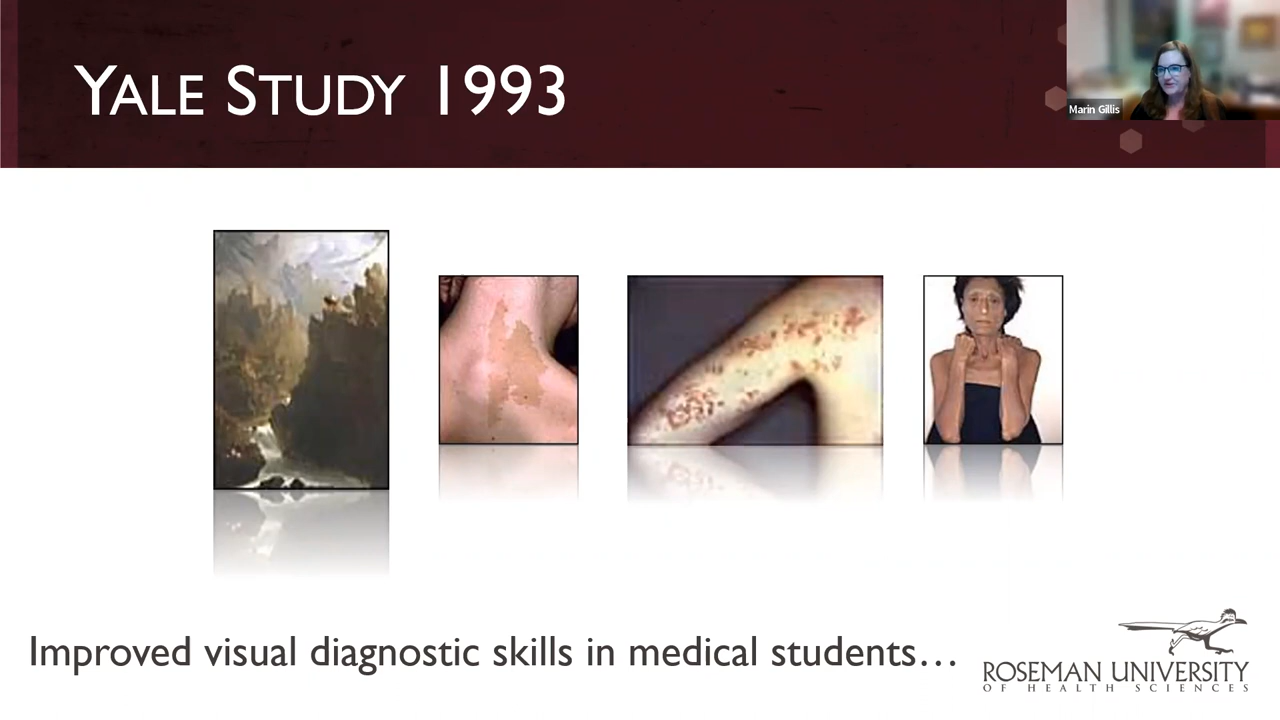 YALE STUDY 1993
Marin Gillis
Improved visual diagnostic skills in medical students…
ROSEMAN UNIVERSITY
OF HEALTH SCIENCES